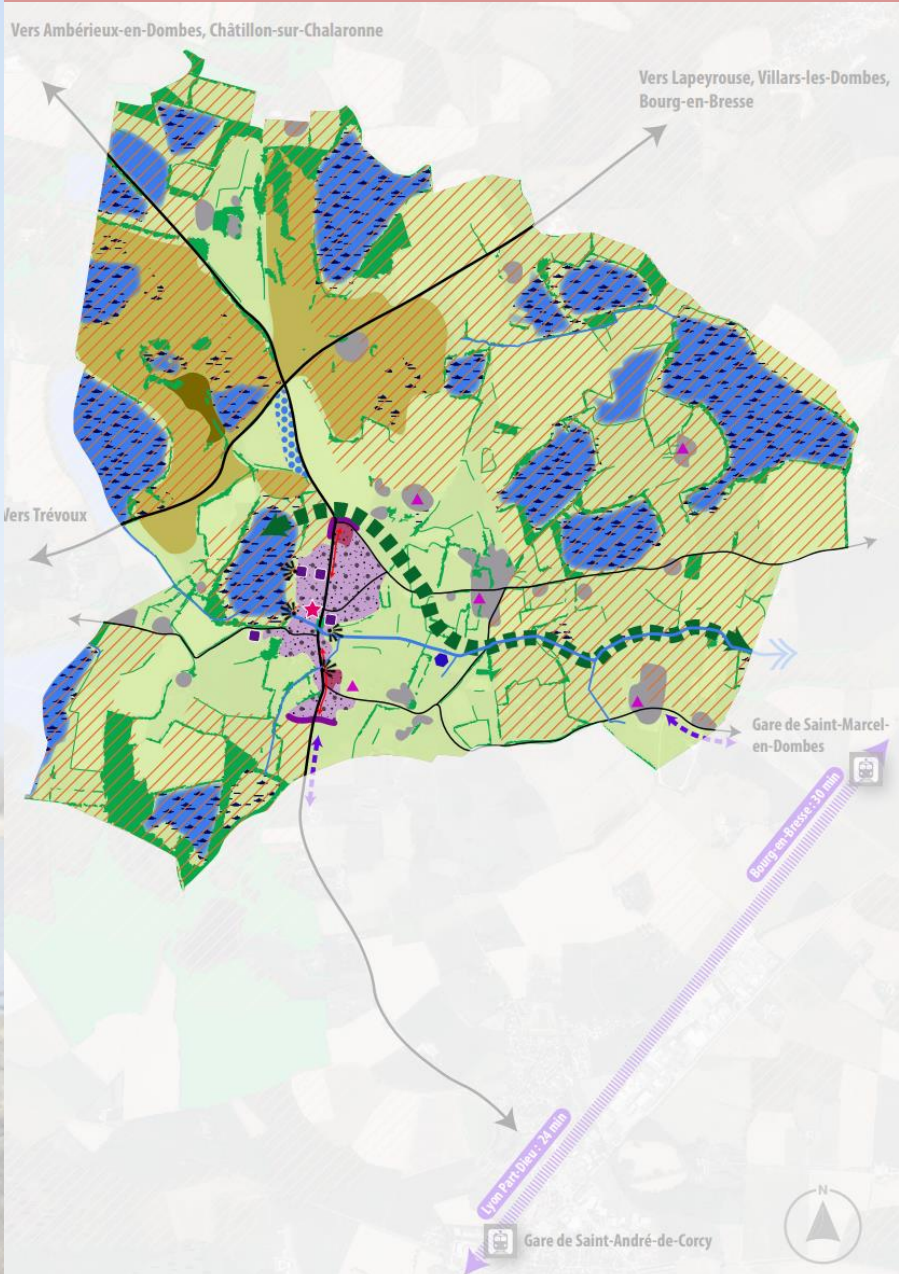 Vers Ambérieux-en-Dombes, Châtillon-sur-Chalaronne
Vers Lapeyrouse, Villars-les-Dombes,
Bourg-en-Bresse
Vers Trévoux
Gare de Saint-Marcel-
en-Dombes
Bourg-en-Bresse : 30 min
Lyon Part-Dieu : 24 min
Gare de Saint-André-de-Corcy
N